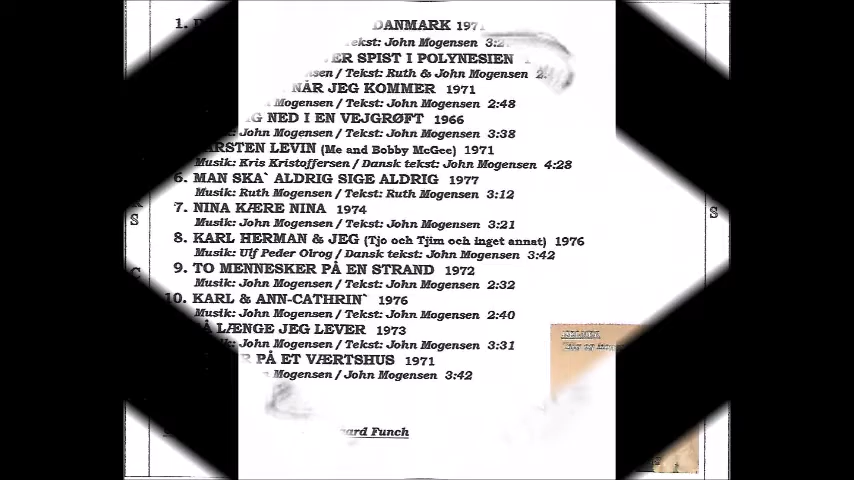 1. DANMARK 1971
Tekst: John Mogensen
SPIST I POLYNESIEN
/ Tekst: Ruth & John Mogensen
NÅR JEG KOMMER 1971
Mogensen / Tekst: John Mogensen 2:48
NED I EN VEJGRØFT 1966
John Mogensen / Tekst: John Mogensen 3:38
KARSTEN LEVIN (Me and Bobby McGee) 1971
Musik: Kris Kristoffersen / Dansk tekst: John Mogensen 4:28
6. MAN SKA` ALDRIG SIGE ALDRIG 1977
Musik: Ruth Mogensen / Tekst: Ruth Mogensen 3:12
7. NINA KÆRE NINA 1974
Musik: John Mogensen / Tekst: John Mogensen 3:21
8. KARL HERMAN & JEG (Tjo och Tjim och inget annat) 1976
Musik: Ulf Peder Olrog / Dansk tekst: John Mogensen 3:42
9. TO MENNESKER PÅ EN STRAND 1972
Musik: John Mogensen / Tekst: John Mogensen 2:32
10. KARL & ANN-CATHRIN` 1976
Musik: John Mogensen / Tekst: John Mogensen 2:40
LÆNGE JEG LEVER 1973
John Mogensen / Tekst: John Mogensen 3:31
PÅ ET VÆRTSHUS 1971
Mogensen / John Mogensen 3:42
Funch
S
S